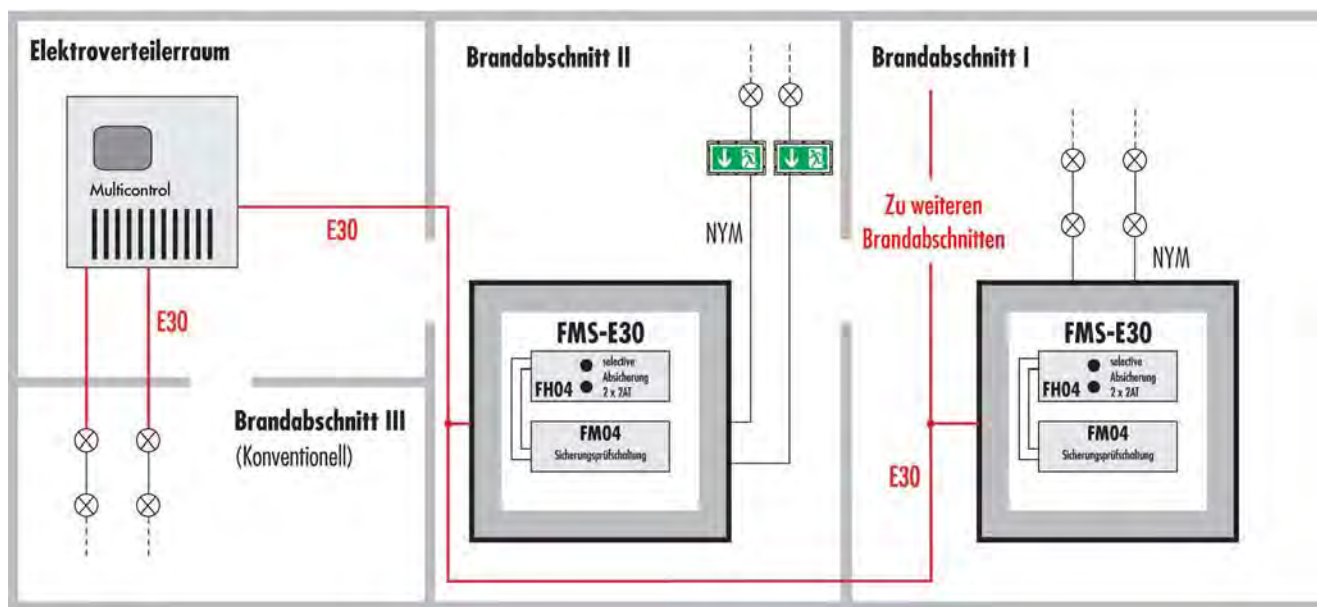 Elektroverteilerraum
Multicontrol
E30
E30
Brandabschnitt III
(Konventionell)
Brandabschnitt II
NYM
FMS-E30
selective
Absicherung
FH04 2 x 2AT
FM04
Sicherungsprüfschaltung
Brandabschnitt I
Zu weiteren
Brandabschnitten
NYM
E30
FMS-E30
selective
Absicherung
FH04 2 x 2AT
FM04
Sicherungsprüfschaltung